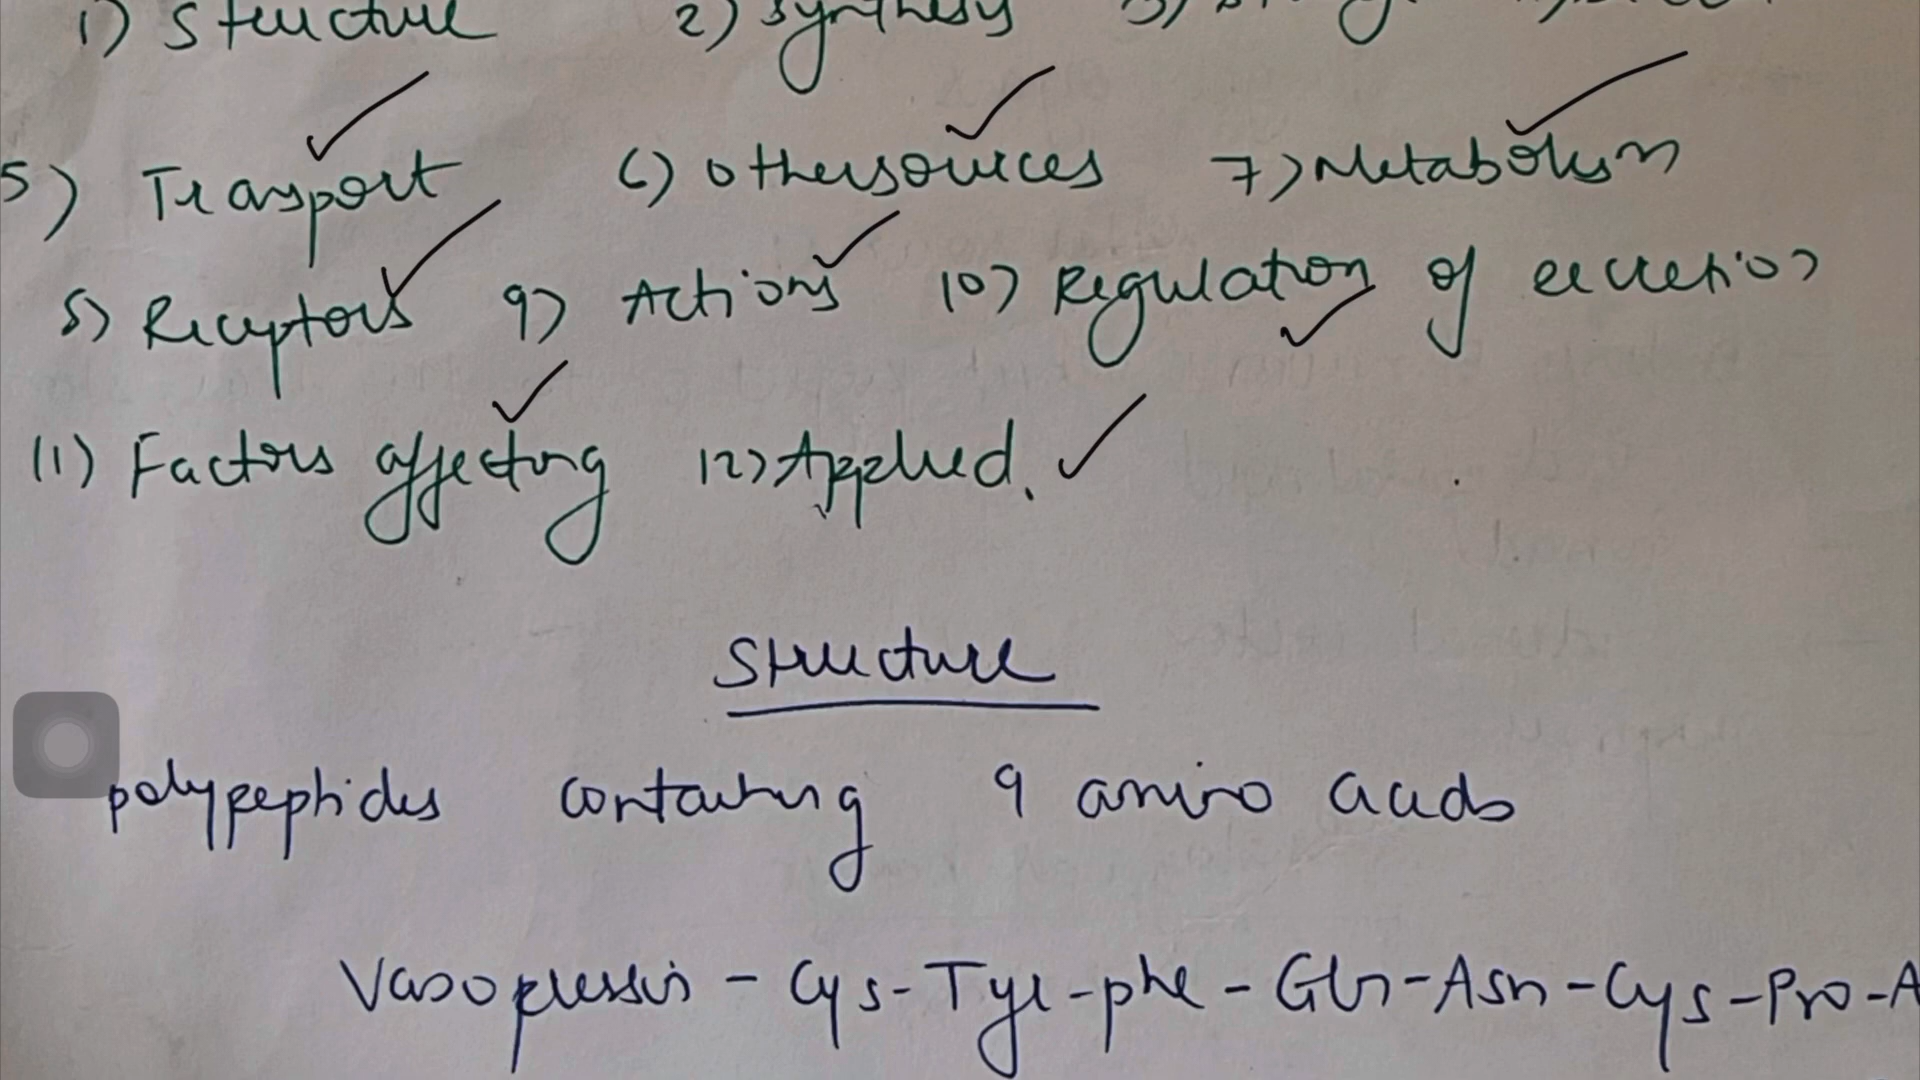 1) Structure 2) Synthesis 3)
5) Transport 6) Other sources 7) Metabolism
8) Receptors 9) Actions 10) Regulation of secretion
11) Factors affecting 12) Applied.
Structure
polypeptides containing 9 amino acids
Vasopressin - Cys-Tyr-phe-Gln-Asn-Cys-Pro-A